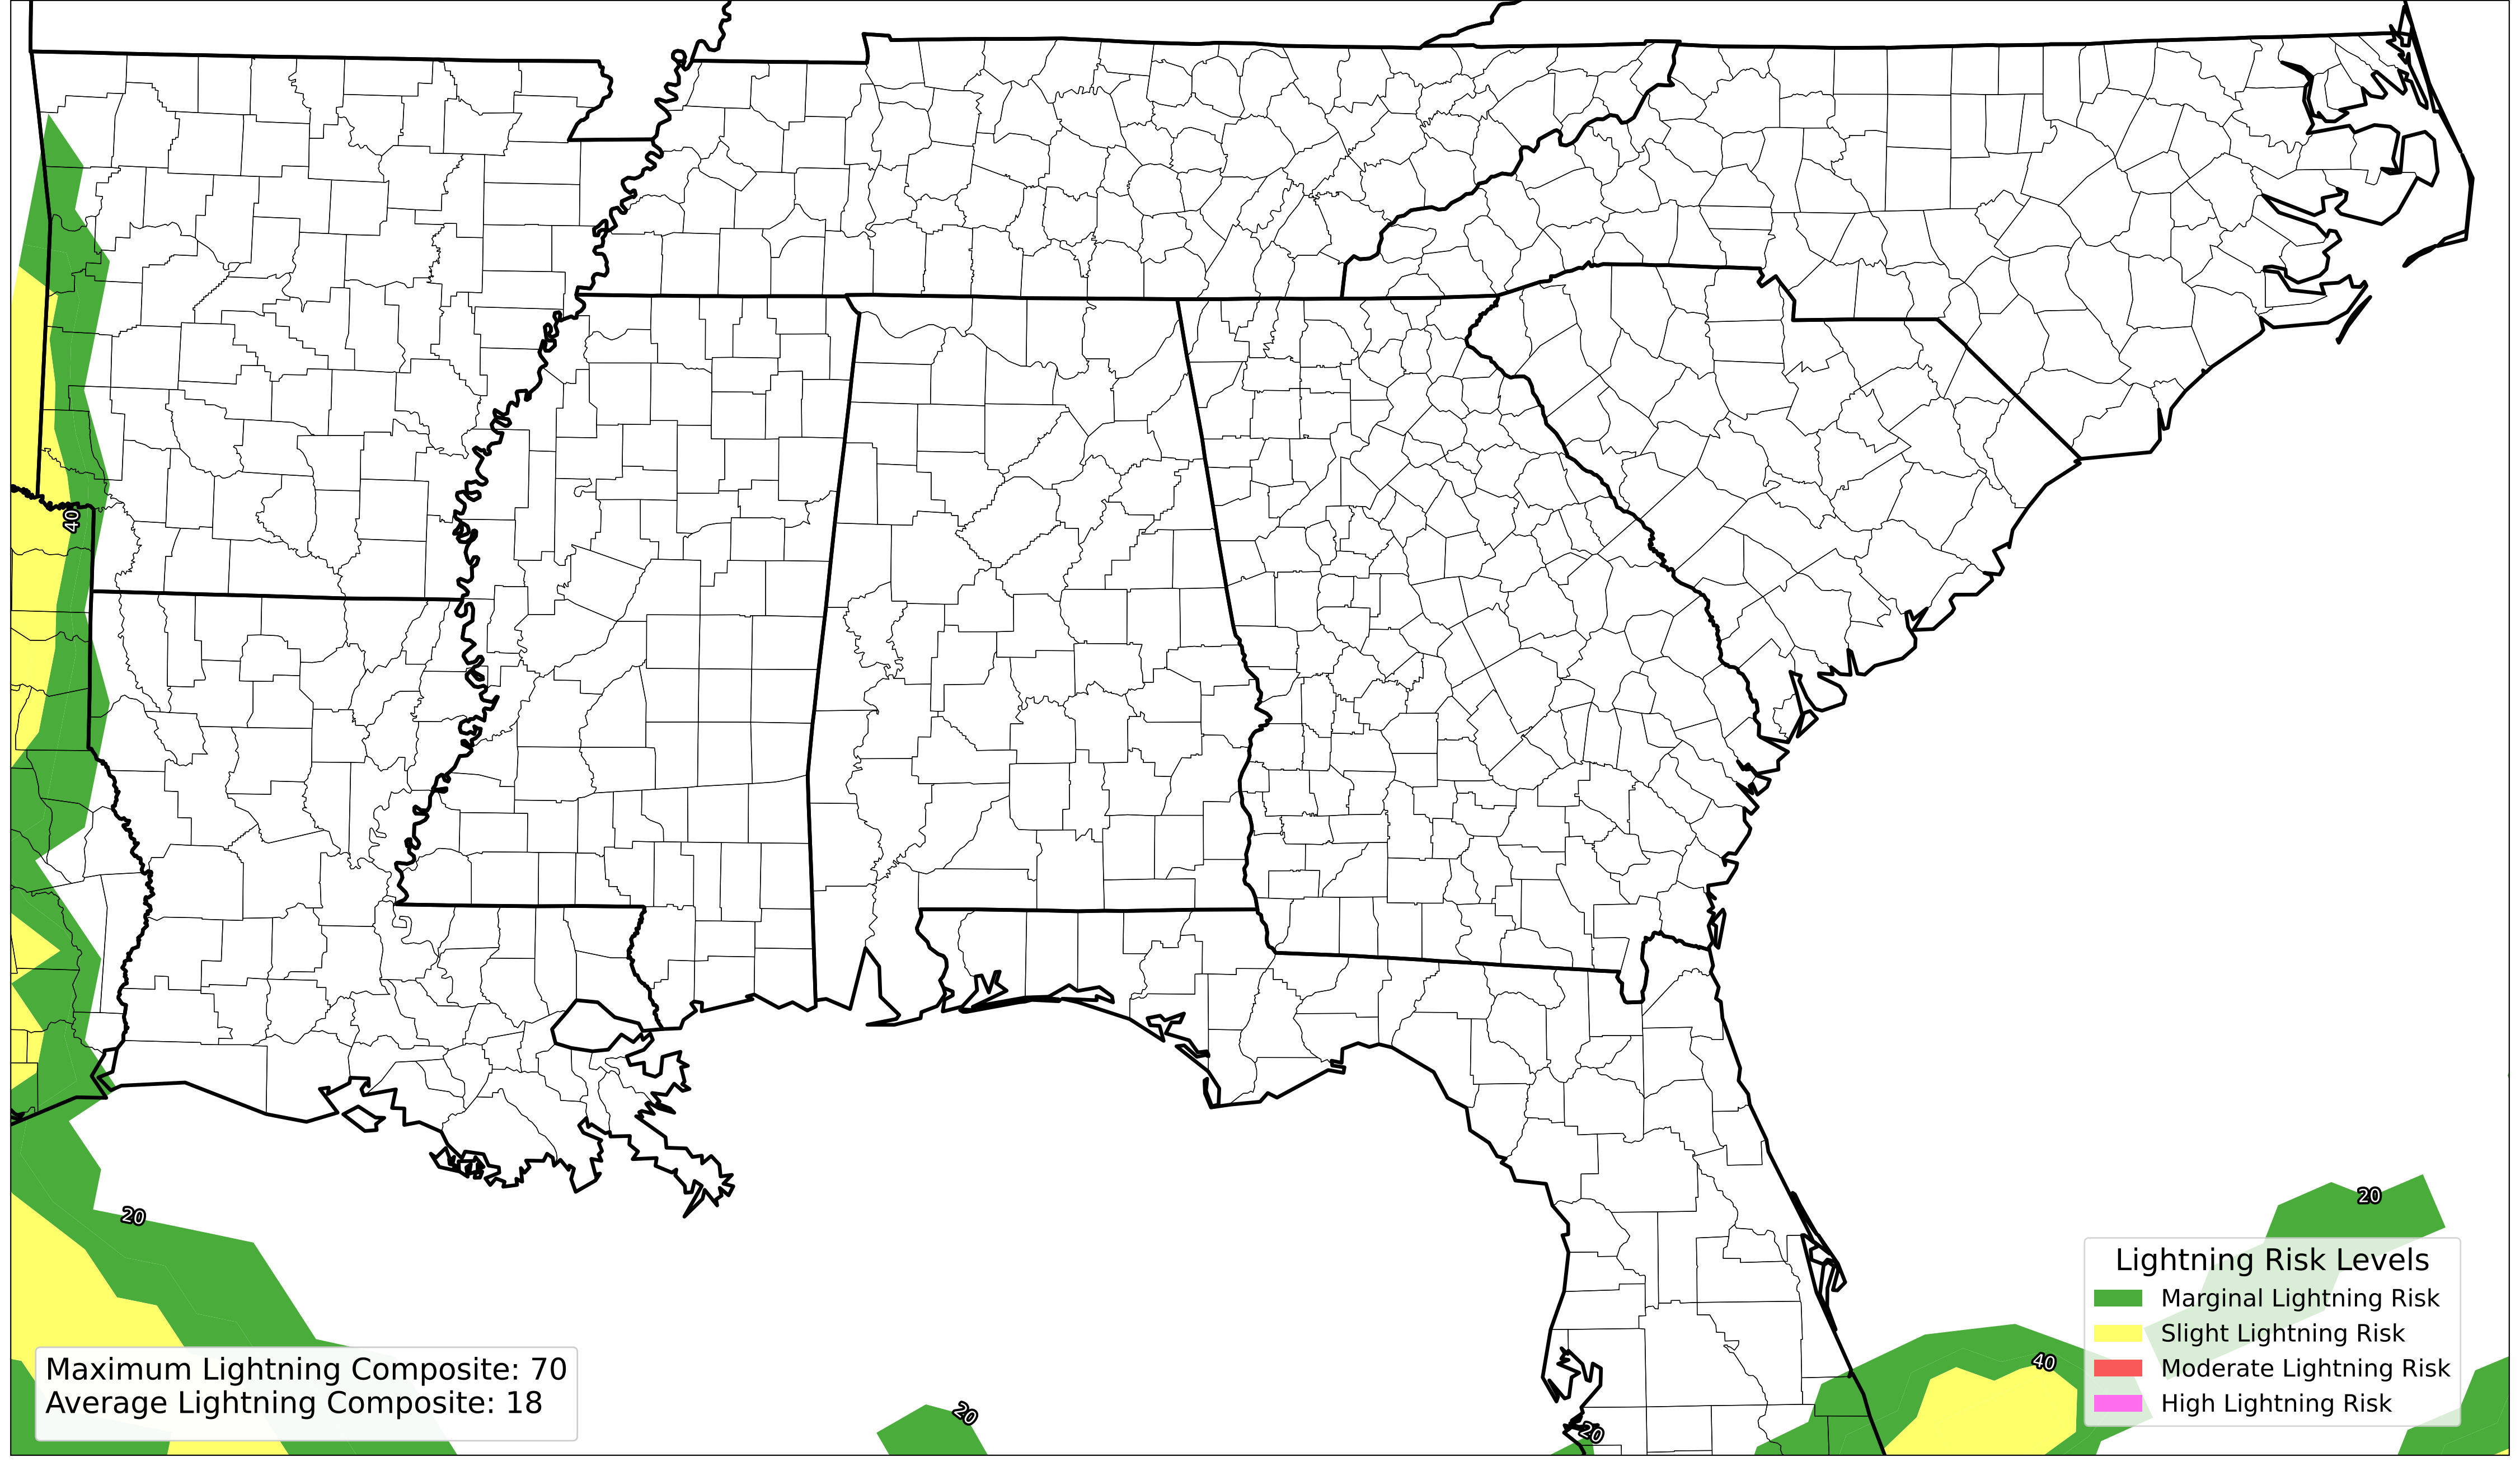 40
20
20
Lightning Risk Levels
Marginal Lightning Risk
Slight Lightning Risk
Moderate Lightning Risk
High Lightning Risk
40
Maximum Lightning Composite: 70
Average Lightning Composite: 18
20
20